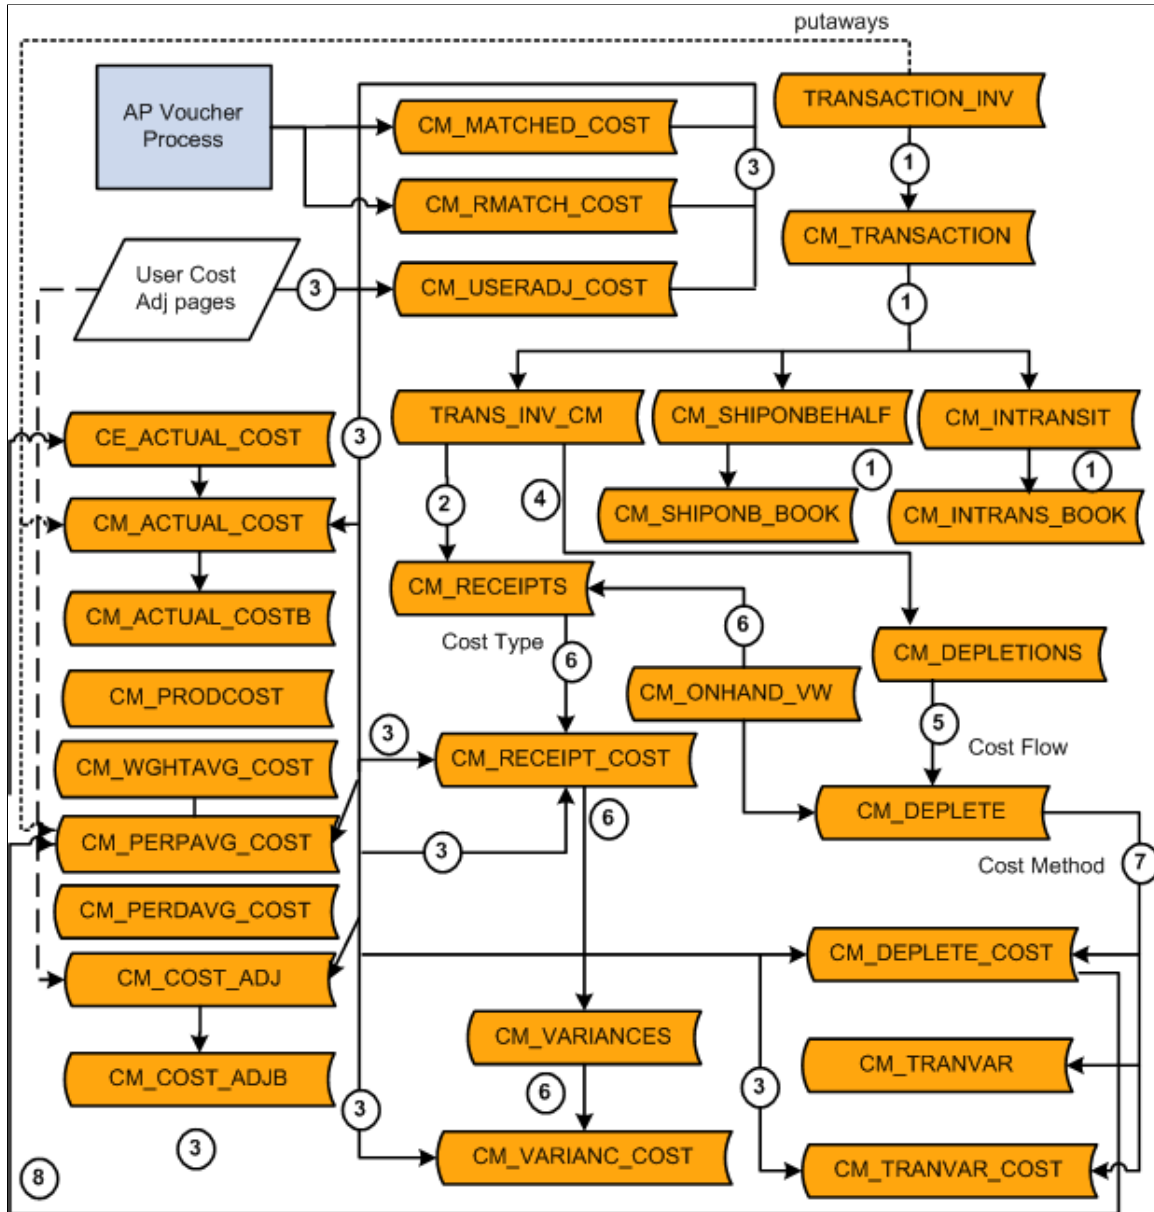 putaways
AP Voucher
Process
TRANSACTION_INV
CM_MATCHED_COST
3
1
CM_RMATCH_COST
CM_TRANSACTION
User Cost
Adj pages
3
CM_USERADJ_COST
1
TRANS_INV_CM
CM_SHIPONBEHALF
CM_INTRANSIT
CE_ACTUAL_COST
3
1
1
2
4
CM_ACTUAL_COST
CM_SHIPONB_BOOK
CM_INTRANS_BOOK
CM_RECEIPTS
CM_ACTUAL_COSTB
Cost Type
6
6
CM_DEPLETIONS
CM_PRODCOST
CM_ONHAND_VW
5
3
CM_RECEIPT_COST
Cost Flow
CM_WGHTAVG_COST
6
CM_DEPLETE
CM_PERPAVG_COST
3
Cost Method
7
CM_PERDAVG_COST
CM_DEPLETE_COST
CM_COST_ADJ
CM_VARIANCES
CM_TRANVAR
CM_COST_ADJB
6
3
3
3
CM_VARIANC_COST
CM_TRANVAR_COST
8